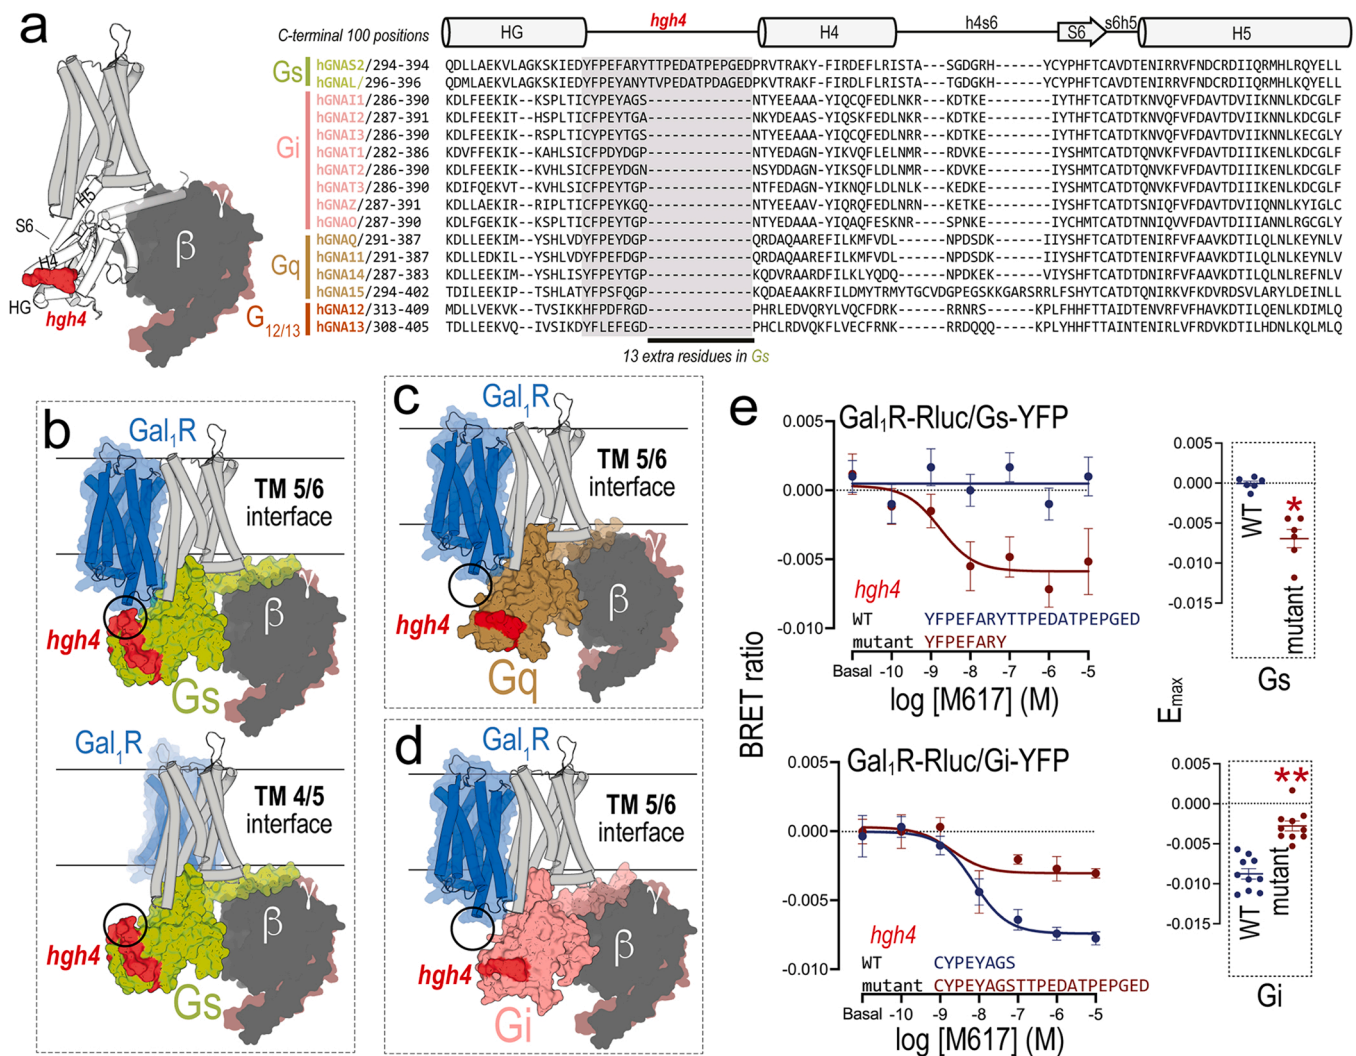 a
C-terminal 100 positions
HG hgh4 H4 h4s6 S6 s6h5 H5
Gs
hGNAS2/294-394 QDLLAEKVLAGKSKIEDYFPEFARYTTPEDATPEPGEDPRVTRAKY-FIRDEFLRISTA---SGDGRH----YCYPHFTCAVDTENIRRVFNDCRDIIQRMHLRQYELL
hGNAL/296-396 QDMLAEKVLAGKSKIEDYFPEYANYTVPEDATPDAGEDPKVTRAKF-FIRDLFLRISTA---TGDGKH----YCYPHFTCAVDTENIRRVFNDCRDIIQRMHLKQYELL
Gi
hGNAI1/286-390 KDLFEEKIK--KSPLTICYPEYAGS-------------NTYEEAAA-YIQCQFEDLNKR---KDTKE-----IYTHFTCATDTKNVQFVFDAVTDVIIKNNLKDCGLF
hGNAI2/287-391 KDLFEEKIT--HSPLTICFPEYTGA-------------NKYDEAAS-YIQSKFEDLNKR---KDTKE-----IYTHFTCATDTKNVQFVFDAVTDVIIKNNLKDCGLF
hGNAI3/286-390 KDLFEEKIK--RSPLTICYPEYTGS-------------NTYEEAAA-YIQCQFEDLNRR---KDTKE-----IYTHFTCATDTKNVQFVFDAVTDVIIKNNLKECGLY
hGNAT1/282-386 KDVFFEKIK--KAHLSICFPDYDGP-------------NTYEDAGN-YIKVQFLELNMR---RDVKE-----IYSHMTCATDTQNVKFVFDAVTDIIIKENLKDCGLF
hGNAT2/286-390 KDLFEEKIK--KVHLSICFPEYDGN-------------NSYDDAGN-YIKSQFLDLNMR---KDVKE-----IYSHMTCATDTQNVKFVFDAVTDIIIKENLKDCGLF
hGNAT3/286-390 KDIFQEKVT--KVHLSICFPEYTGP-------------NTFEDAGN-YIKNQFLDLNLK---KEDKE-----IYSHMTCATDTQNVKFVFDAVTDIIIKENLKDCGLF
hGNAZ/287-391 KDLLAEKIR--RIPLTICFPEYKGQ-------------NTYEEAAV-YIQRQFEDLNRN---KETKE-----IYSHFTCATDTSNIQFVFDAVTDVIIQNNLKYIGLC
hGNAO/287-390 KDLFGEKIK--KSPLTICFPEYTGP-------------NTYEDAAA-YIQAQFESKNR----SPNKE-----IYCHMTCATDTNNIQVVFDAVTDIIIANNLRGCGLY
Gq
hGNAQ/291-387 KDLLEEKIM--YSHLVDYFPEYDGP-------------QRDAQAAREFILKMFVDL------NPDSDK----IIYSHFTCATDTENIRFVFAAVKDTILQLNLKEYNLV
hGNA11/291-387 KDLLEDKIL--YSHLVDYFPEFDGP-------------QRDAQAAREFILKMFVDL------NPDSDK----IIYSHFTCATDTENIRFVFAAVKDTILQLNLKEYNLV
hGNA14/287-383 KDLLEEKIM--YSHLISYFPEYTGP-------------KQDVRAARDFILKLYQDQ------NPDKEK----VIYSHFTCATDTDNIRFVFAAVKDTILQLNLREFNLV
hGNA15/294-402 TDILEEKIP--TSHLATYFPSFQGP-------------KQDAEAAKRFILDMYTRMYTGCVDGPEGSKKGARSRRLFSHYTCATDTQNIRKVFKDVRDSVLARYLDEINLL
G12/13
hGNA12/313-409 MDLLVEKVK--TVSIKKHFPDFRGD-------------PHRLEDVQRYLVQCFDRK------RRNRS-----KPLFHHFTTAIDTENVRFVFHAVKDTILQENLKDIMLQ
hGNA13/308-405 TDLLEEKVQ--IVSIKDYFLEFEGD-------------PHCLRDVQKFLVECFRNK------RRDQQQ----KPLYHHFTTAINTENIRLVFRDVKDTILHDNLKQLMLQ
13 extra residues in Gs
H5
S6
H4
HG
hgh4
β
γ
b
Gal1R
TM 5/6
interface
hgh4
β
γ
Gs
Gal1R
TM 4/5
interface
hgh4
β
γ
Gs
c
Gal1R
TM 5/6
interface
hgh4
β
γ
Gq
d
Gal1R
TM 5/6
interface
hgh4
β
γ
Gi
e
Gal1R-Rluc/Gs-YFP
0.005
0.000
-0.005
-0.010
hgh4
WT YFPEFARYTTPEDATPEPGED
mutant YFPEFARY
Basal -10 -9 -8 -7 -6 -5
log [M617] (M)
BRET ratio
0.005
0.000
-0.005
-0.010
-0.015
WT
*
mutant
Gs
Emax
Gal1R-Rluc/Gi-YFP
0.005
0.000
-0.005
-0.010
hgh4
WT CYPEYAGS
mutant CYPEYAGSTTPEDATPEPGED
Basal -10 -9 -8 -7 -6 -5
log [M617] (M)
0.005
0.000
-0.005
-0.010
-0.015
WT
**
mutant
Gi